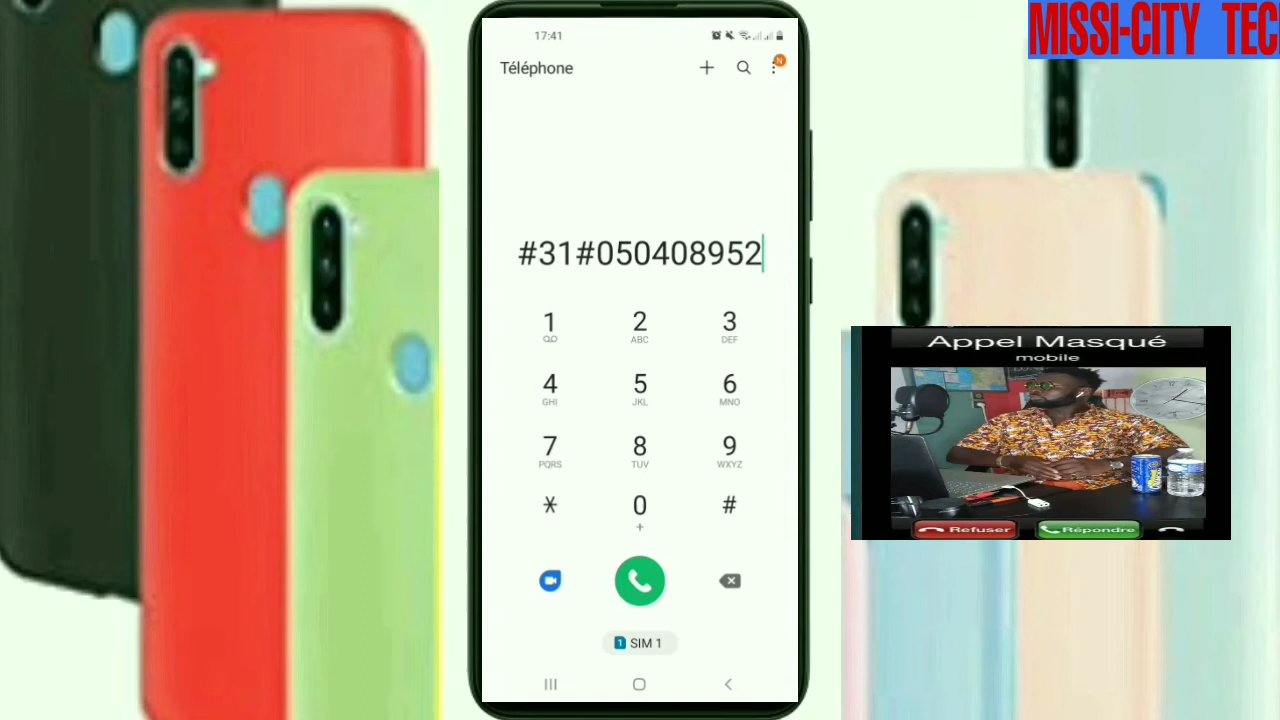 MISSI-CITY TEC
17:41
Téléphone
N
#31#050408952
1 2 3
ABC DEF
4 5 6
GHI JKL MNO
7 8 9
PQRS TUV WXYZ
* 0 #
+
1 SIM 1
Appel Masqué
mobile
Refuser Répondre